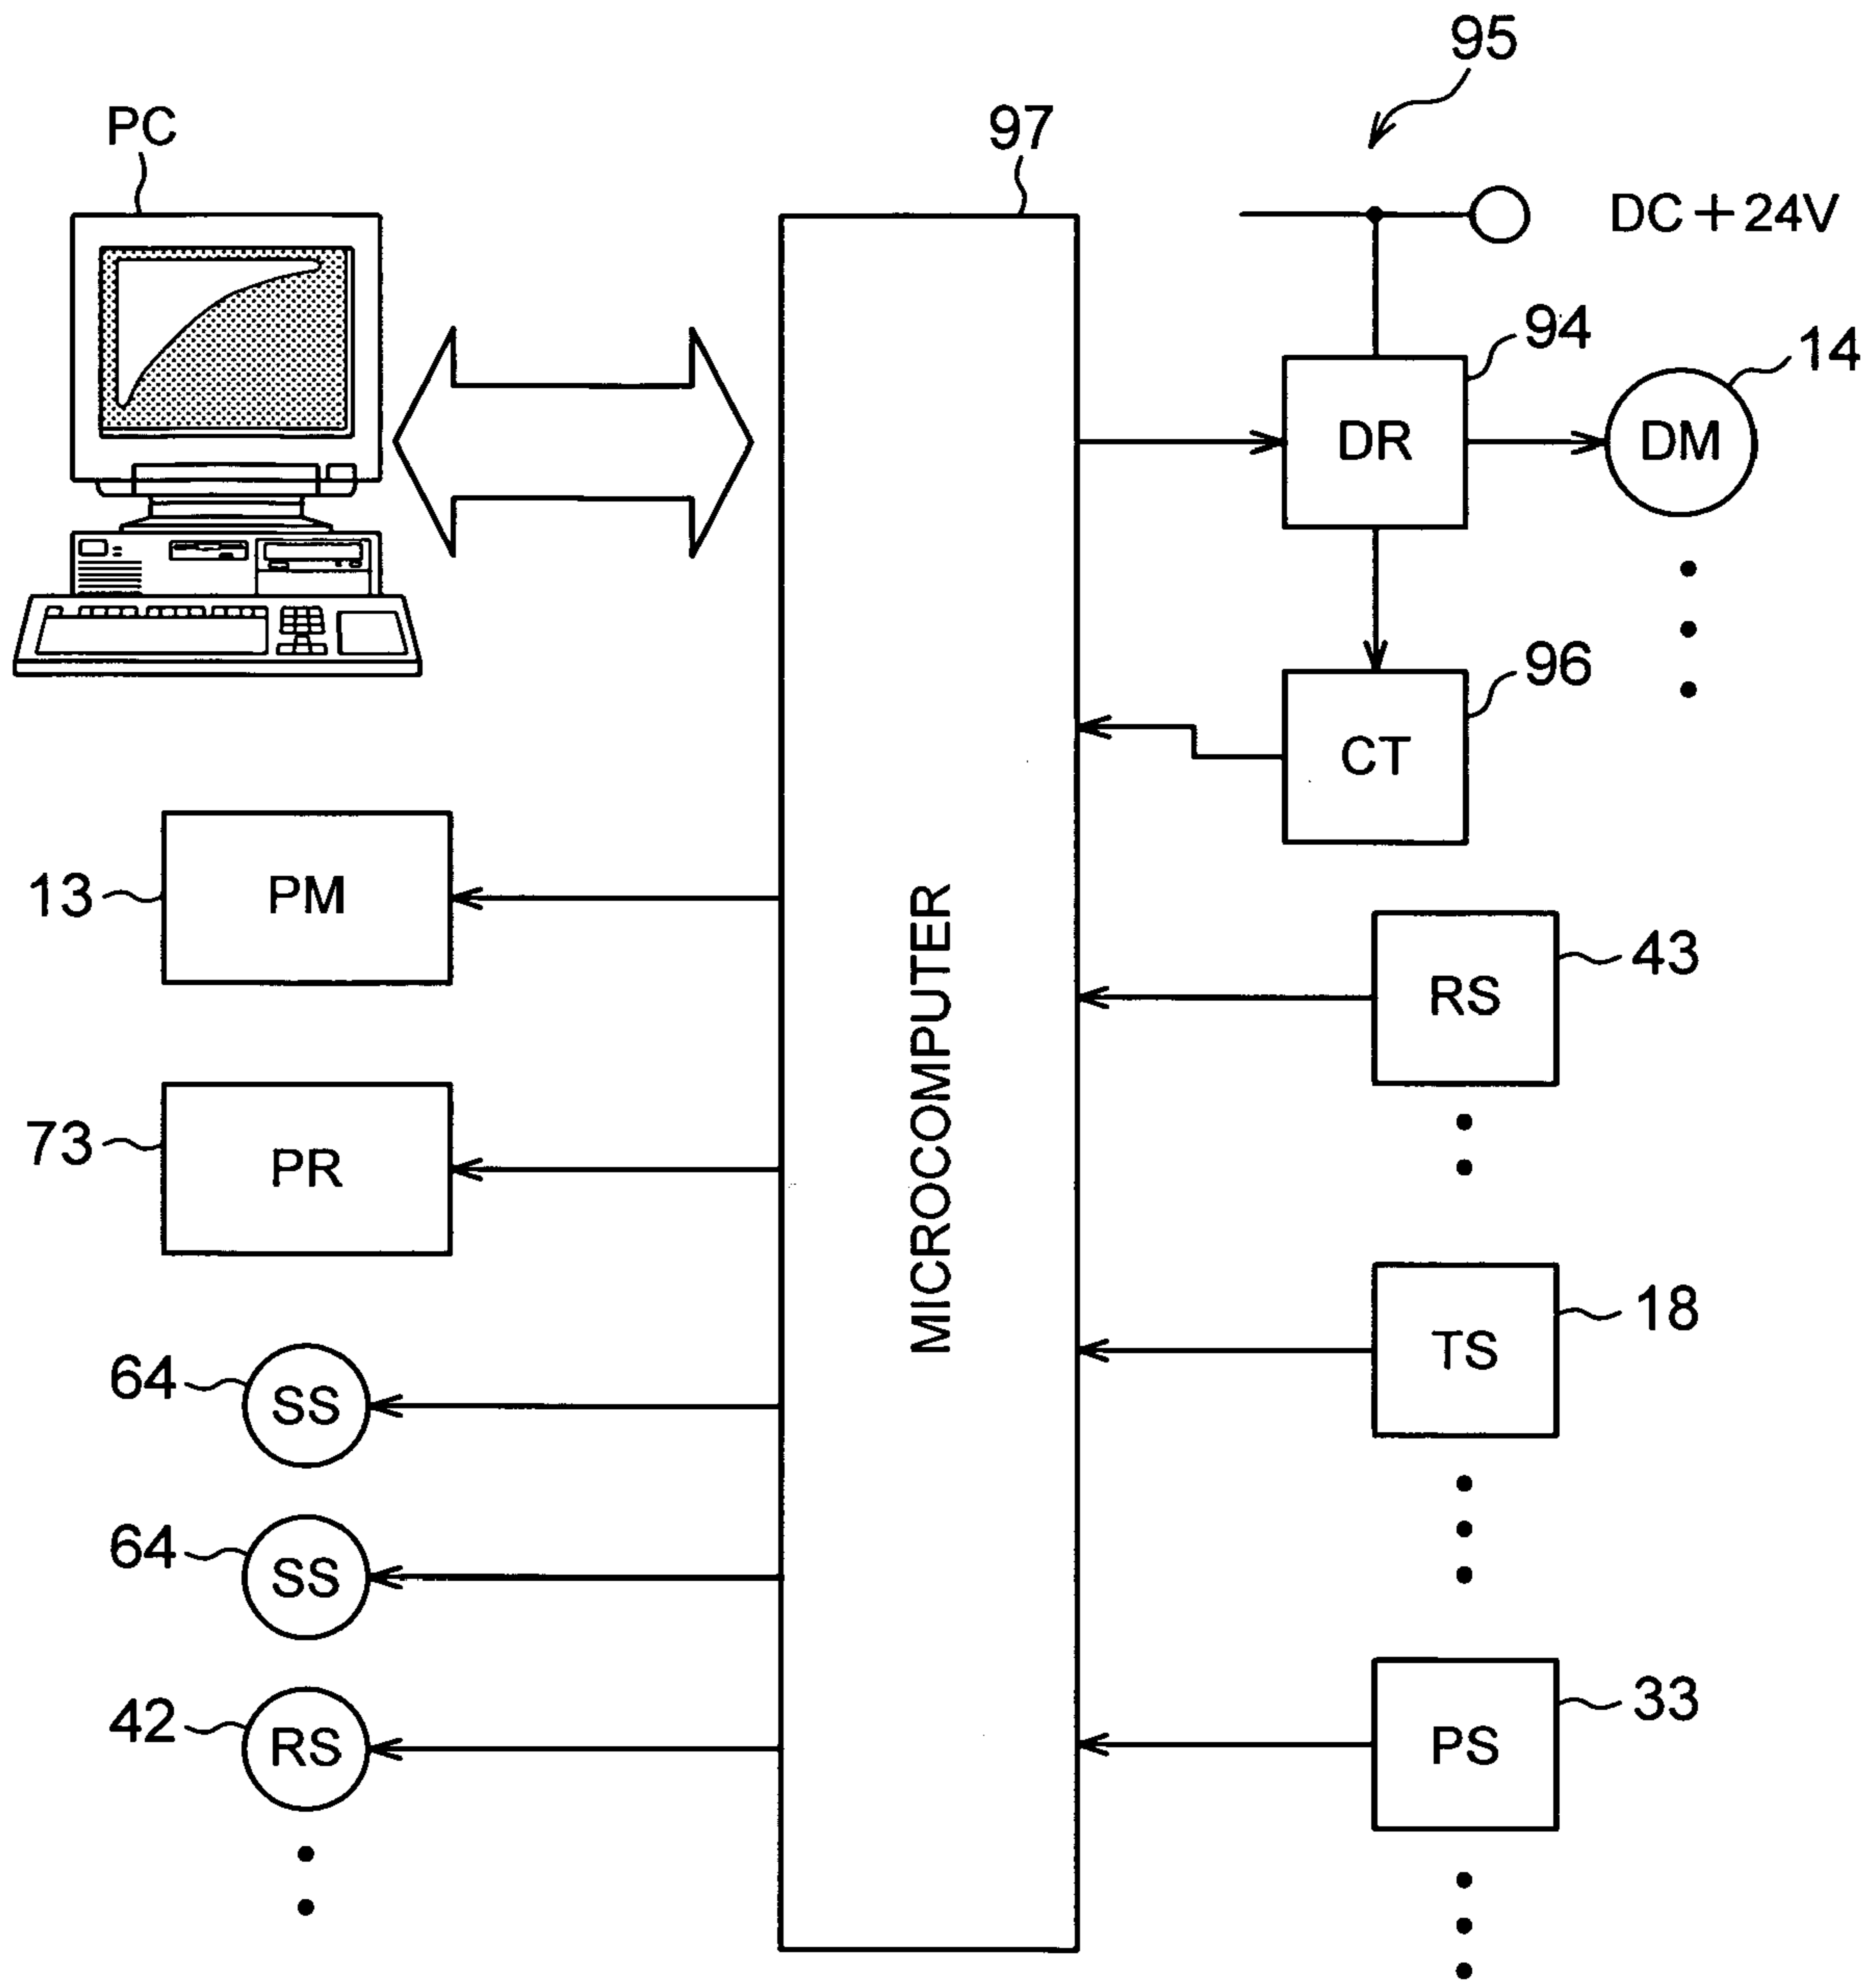 95
PC
97
DC+24V
94
14
DR
DM
96
CT
13
PM
MICROCOMPUTER
43
RS
73
PR
18
TS
64
SS
64
SS
33
PS
42
RS